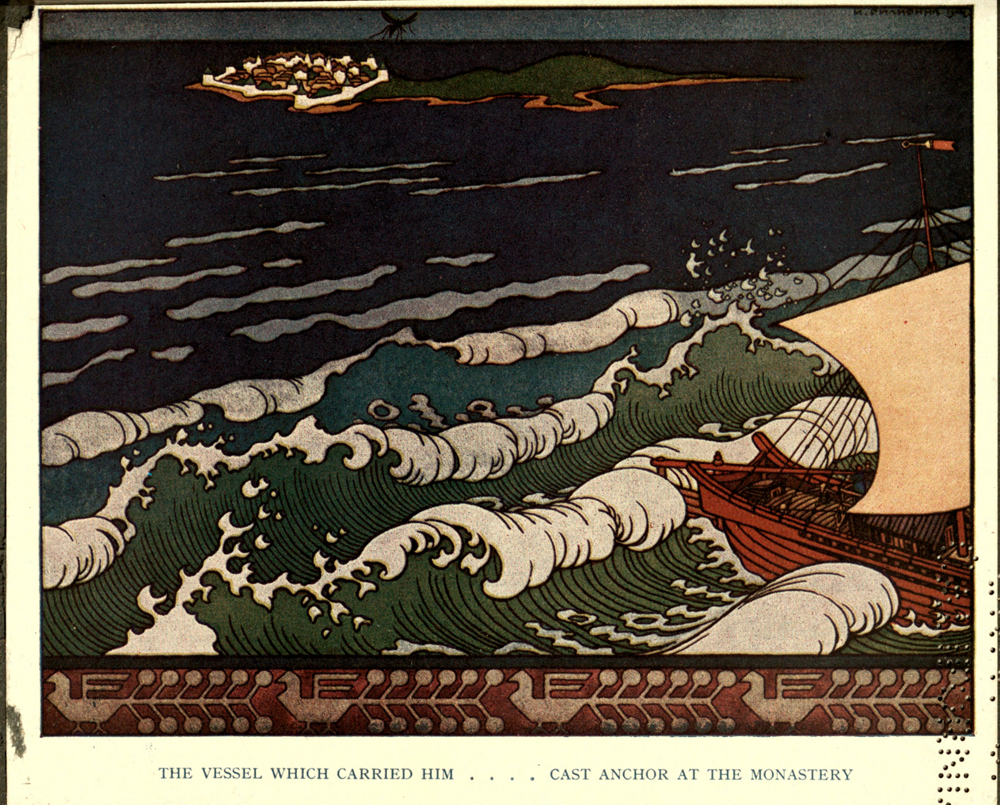 THE VESSEL WHICH CARRIED HIM . . . . CAST ANCHOR AT THE MONASTERY